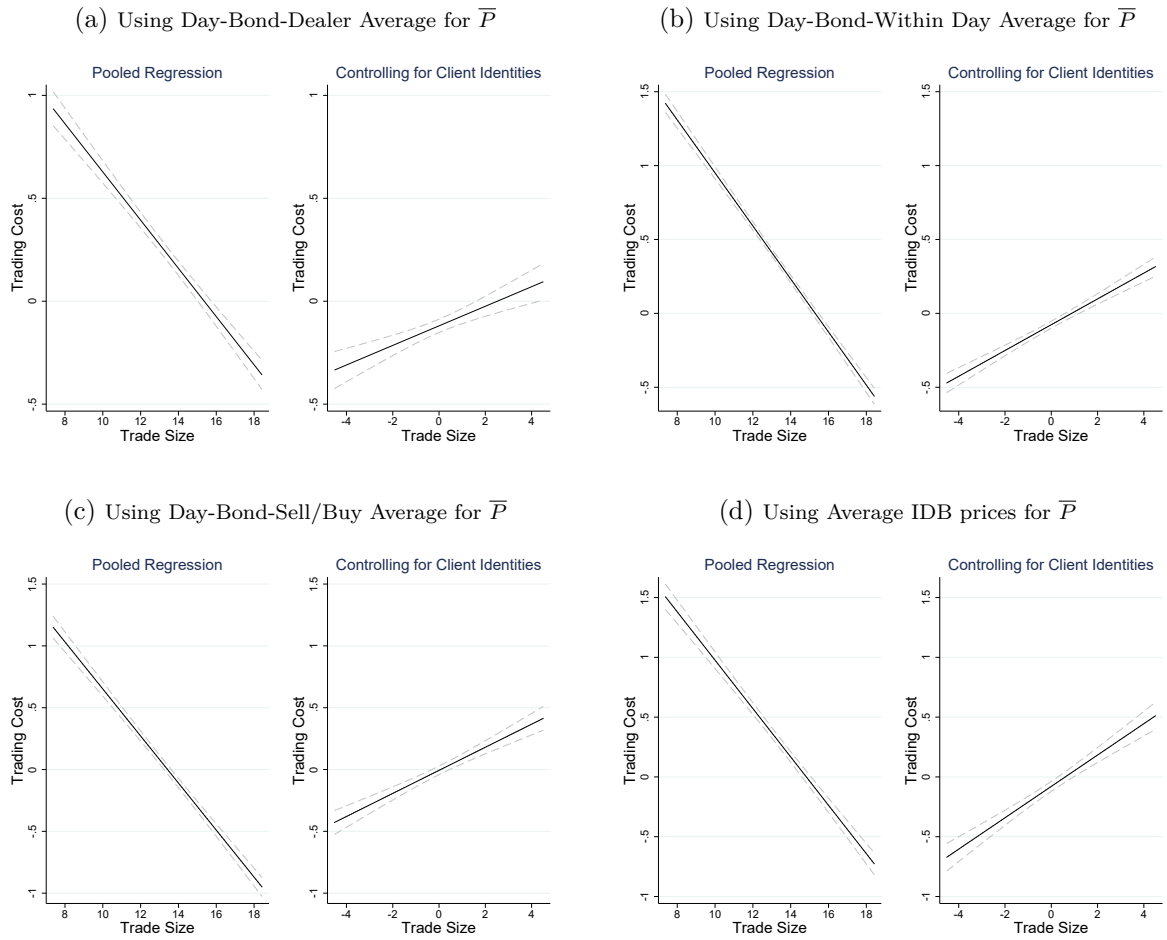 (a) Using Day-Bond-Dealer Average for P̅
Pooled Regression
Trading Cost
1
.5
0
-.5
8 10 12 14 16 18
Trade Size
Controlling for Client Identities
Trading Cost
1
.5
0
-.5
-4 -2 0 2 4
Trade Size
(b) Using Day-Bond-Within Day Average for P̅
Pooled Regression
Trading Cost
1.5
1
.5
0
-.5
8 10 12 14 16 18
Trade Size
Controlling for Client Identities
Trading Cost
1.5
1
.5
0
-.5
-4 -2 0 2 4
Trade Size
(c) Using Day-Bond-Sell/Buy Average for P̅
Pooled Regression
Trading Cost
1.5
1
.5
0
-.5
-1
8 10 12 14 16 18
Trade Size
Controlling for Client Identities
Trading Cost
1.5
1
.5
0
-.5
-1
-4 -2 0 2 4
Trade Size
(d) Using Average IDB prices for P̅
Pooled Regression
Trading Cost
1.5
1
.5
0
-.5
-1
8 10 12 14 16 18
Trade Size
Controlling for Client Identities
Trading Cost
1.5
1
.5
0
-.5
-1
-4 -2 0 2 4
Trade Size